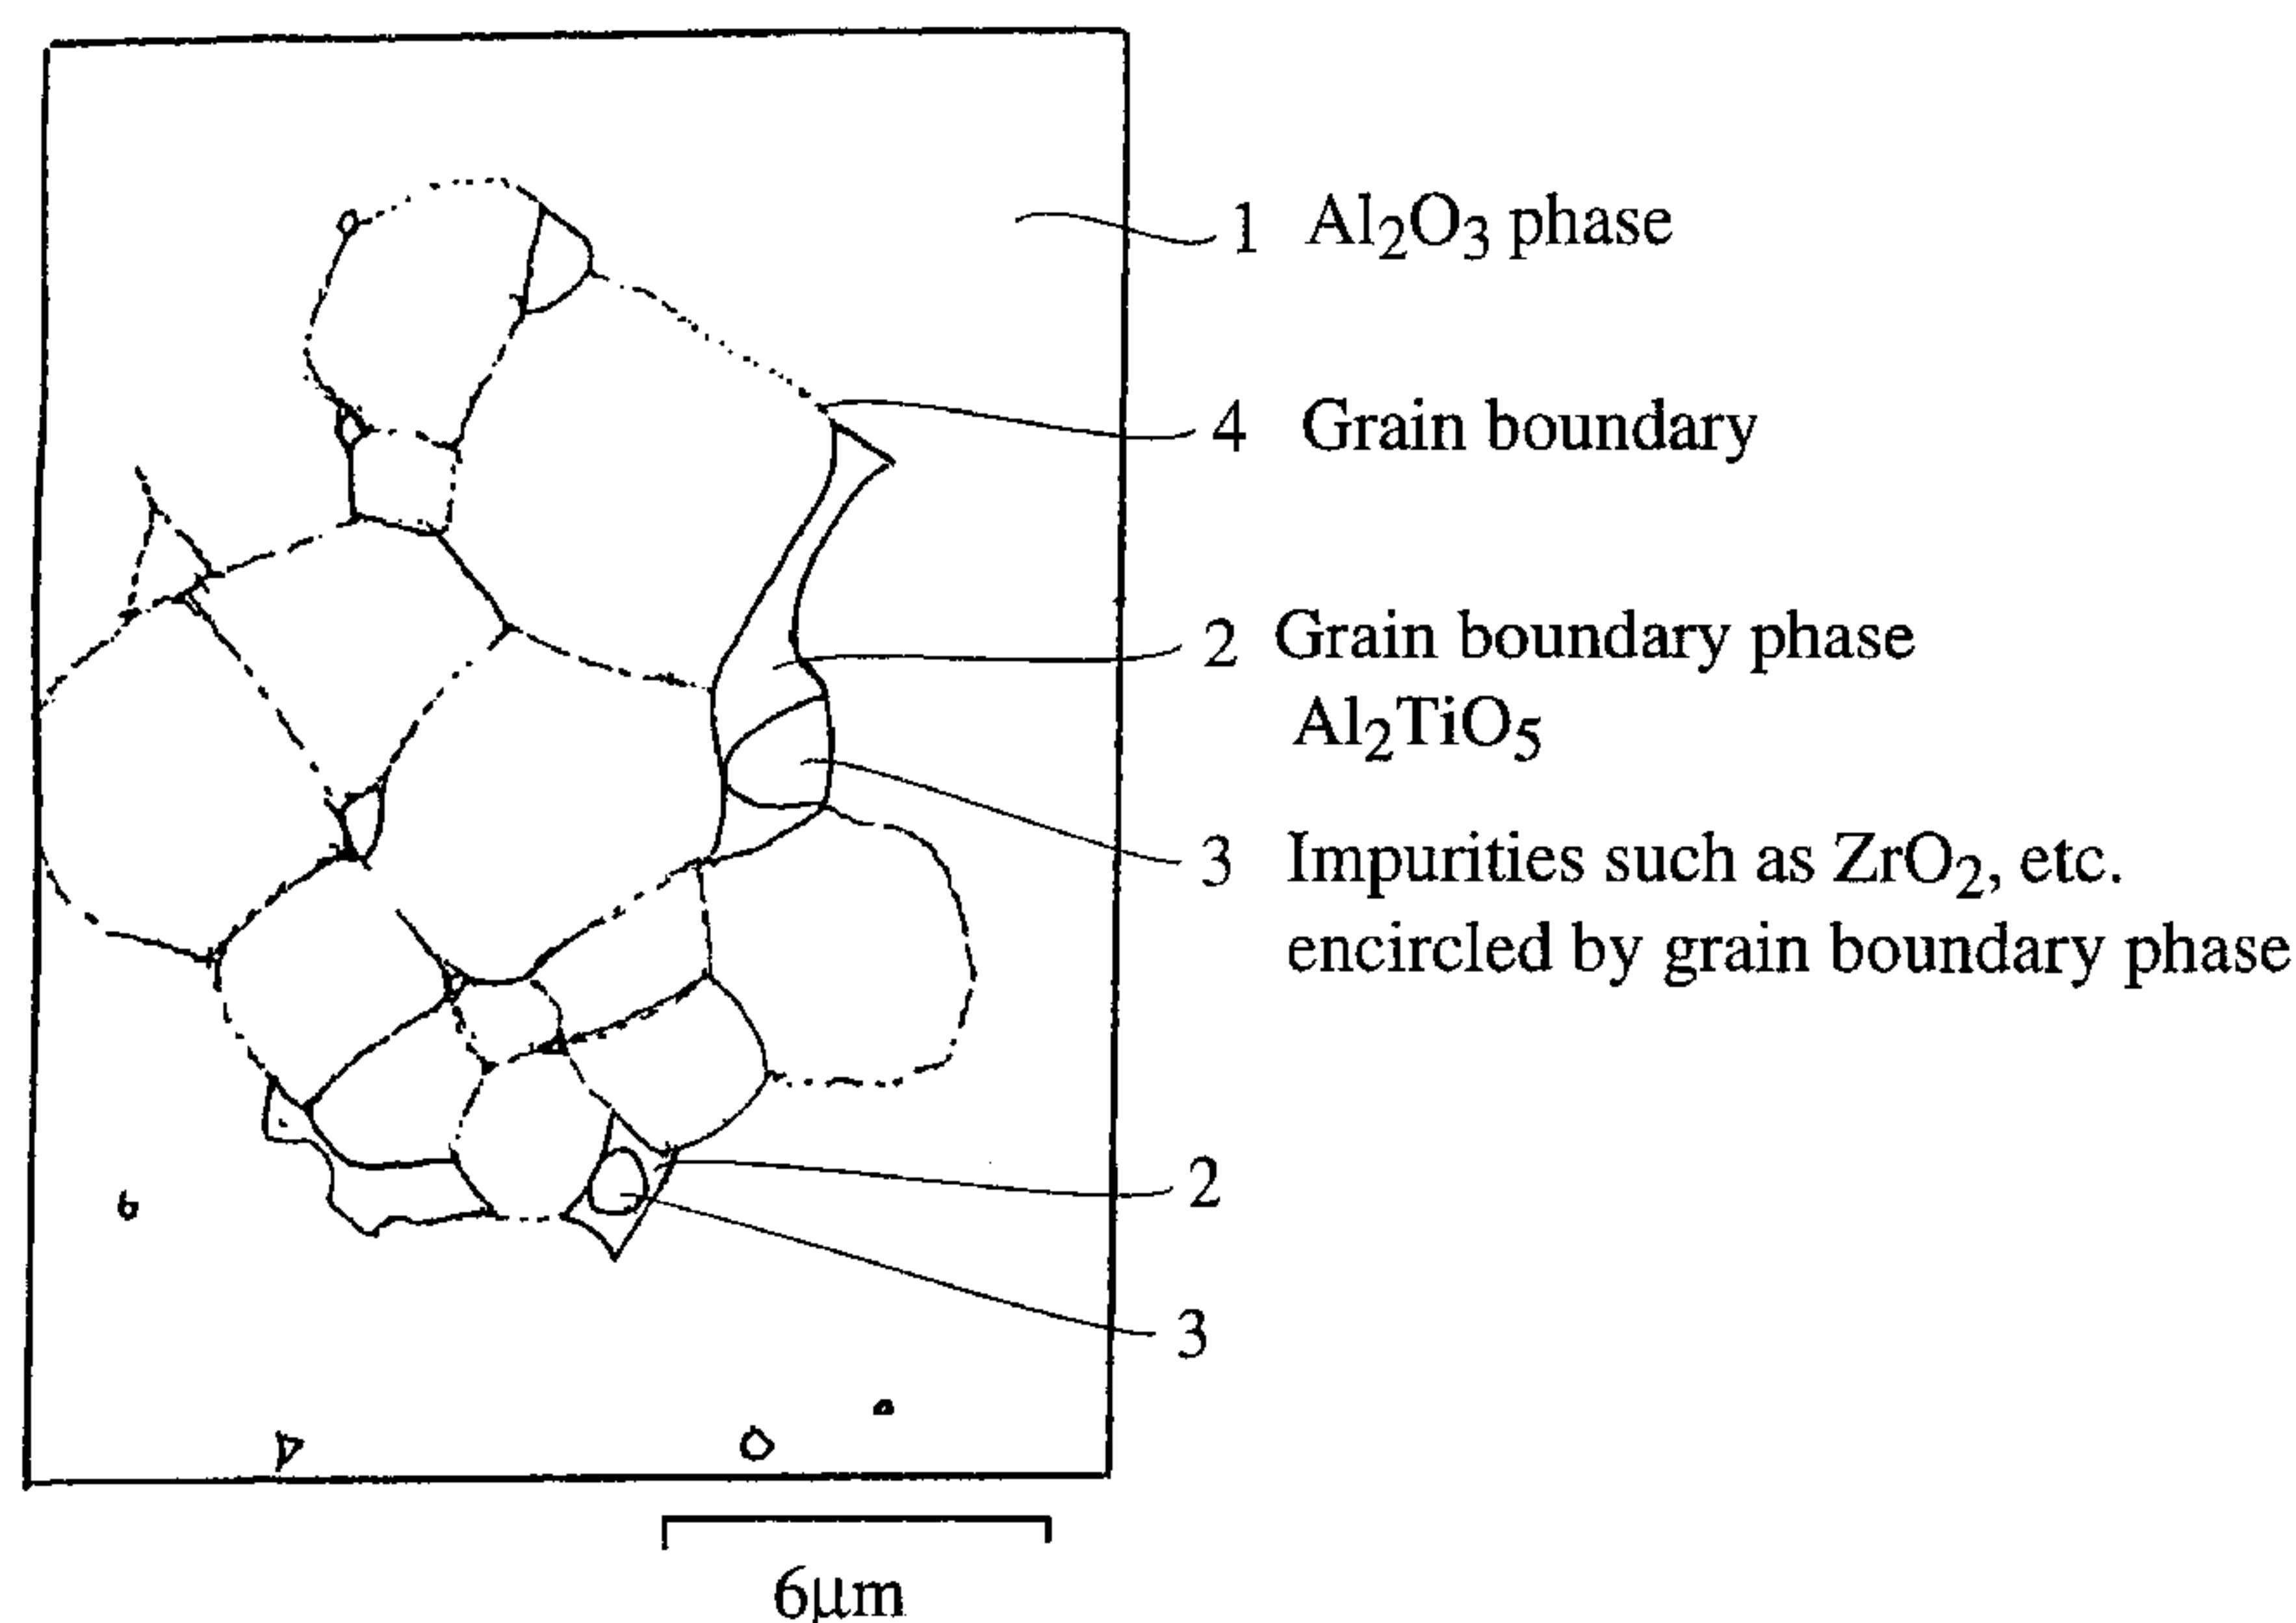 1 Al₂O₃ phase
4 Grain boundary
2 Grain boundary phase
Al₂TiO₅
3 Impurities such as ZrO₂, etc.
encircled by grain boundary phase
2
3
6μm